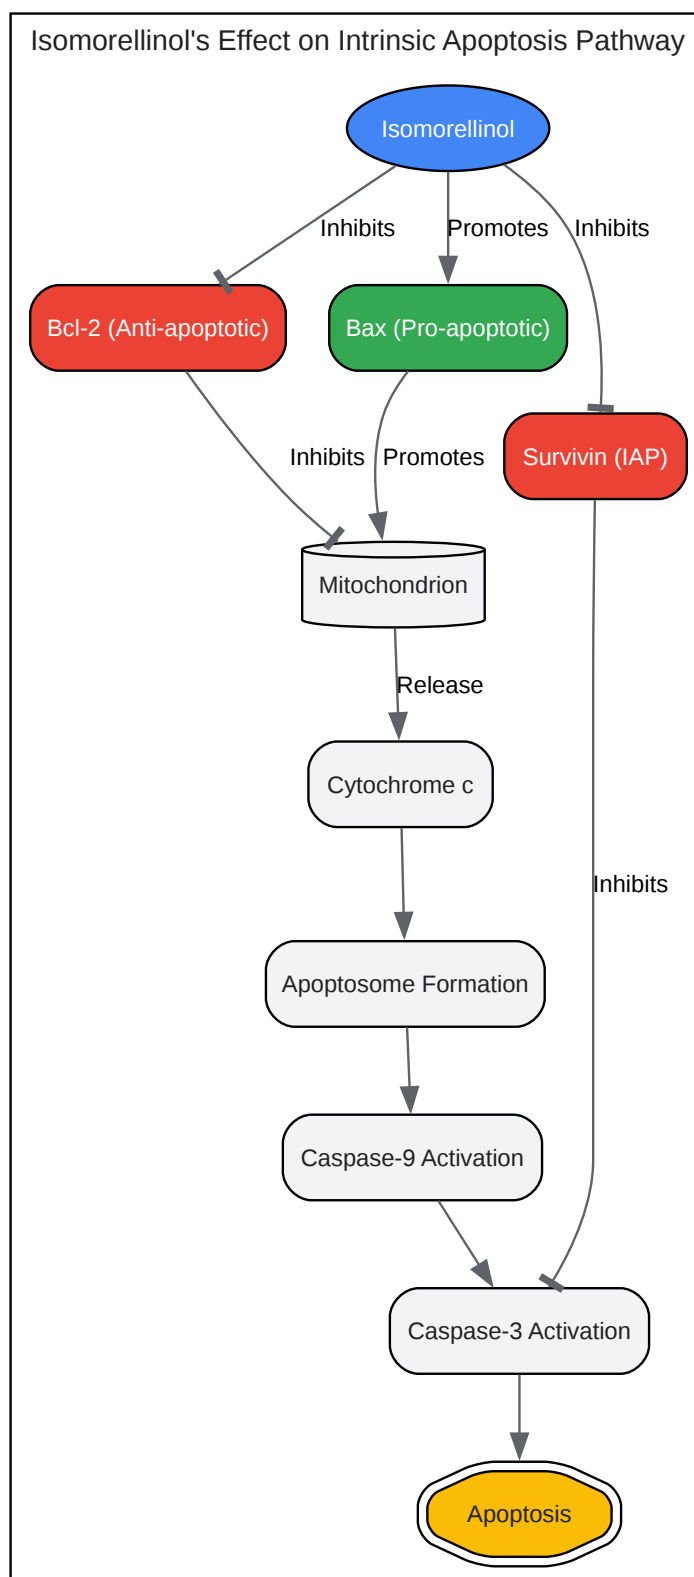 Isomorellinol's Effect on Intrinsic Apoptosis Pathway
Isomorellinol
Inhibits
Promotes
Inhibits
Bcl-2 (Anti-apoptotic)
Bax (Pro-apoptotic)
Survivin (IAP)
Inhibits
Promotes
Mitochondrion
Release
Cytochrome c
Inhibits
Apoptosome Formation
Caspase-9 Activation
Caspase-3 Activation
Apoptosis